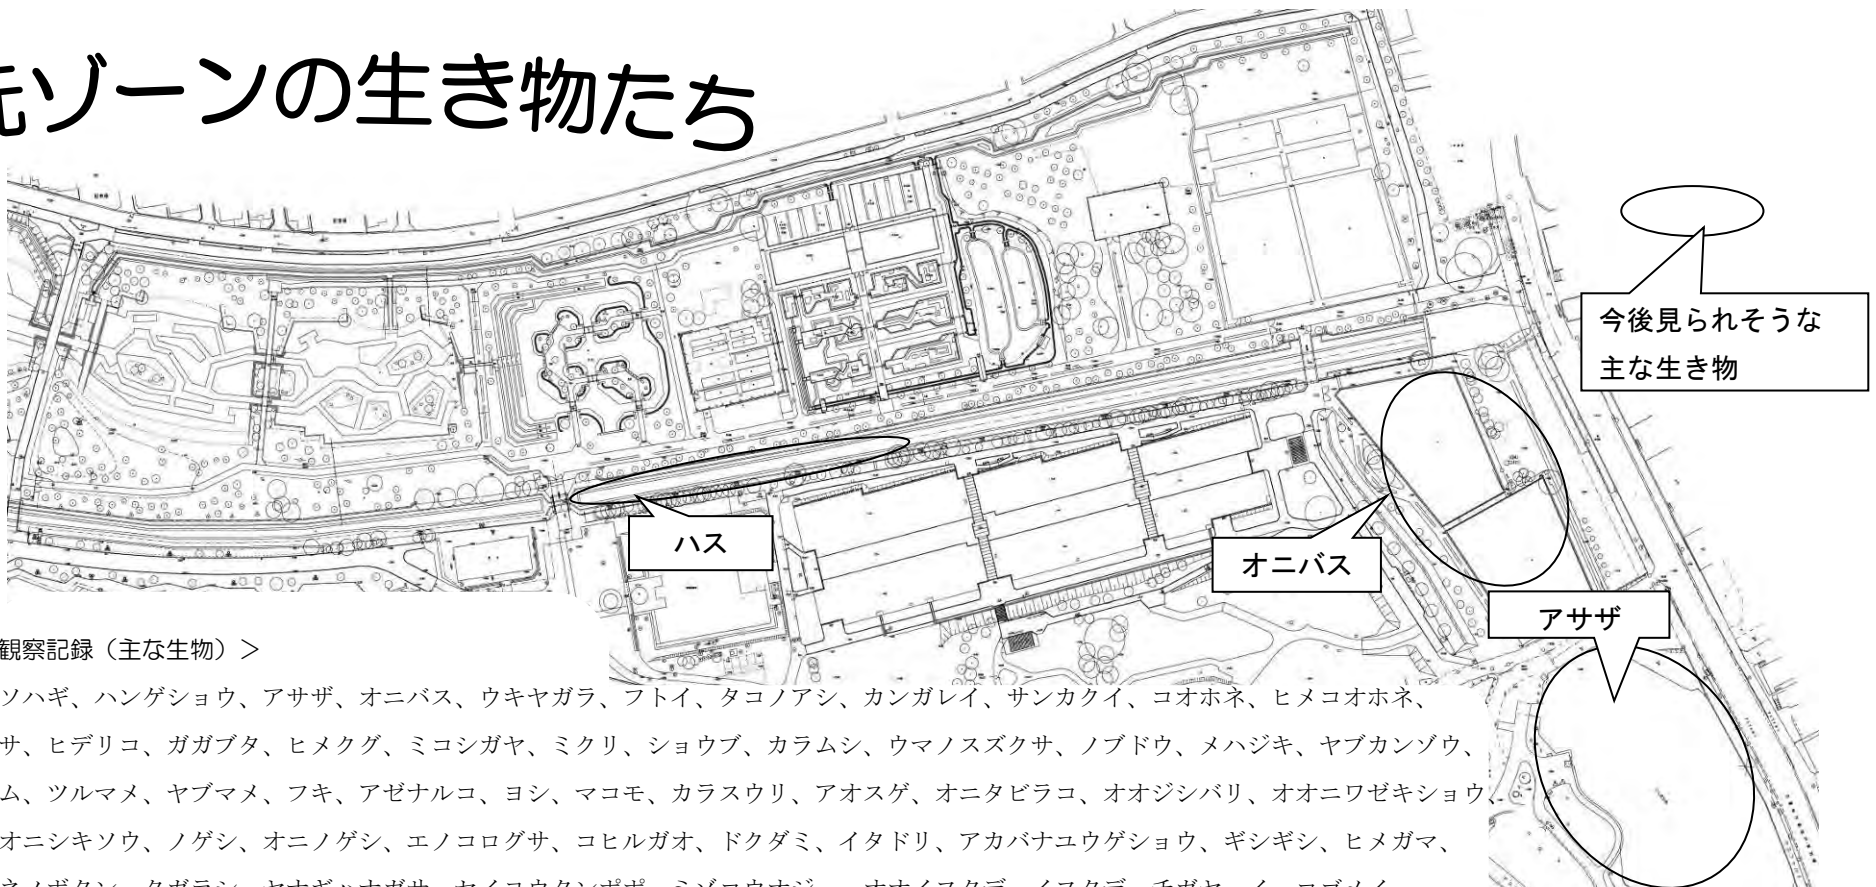 ゾーンの生き物たち
今後見られそうな
主な生き物
ハス
オニバス
アサザ
観察記録（主な生物）＞
ソハギ、ハンゲショウ、アサザ、オニバス、ウキヤガラ、フトイ、タコノアシ、カンガレイ、サンカクイ、コオホネ、ヒメコオホネ、
サ、ヒデリコ、ガガブタ、ヒメクグ、ミコシガヤ、ミクリ、ショウブ、カラムシ、ウマノスズクサ、ノブドウ、メハジキ、ヤブカンゾウ、
ム、ツルマメ、ヤブマメ、フキ、アゼナルコ、ヨシ、マコモ、カラスウリ、アオスゲ、オニタビラコ、オオジシバリ、オオニワゼキショウ、
オニシキソウ、ノゲシ、オニノゲシ、エノコログサ、コヒルガオ、ドクダミ、イタドリ、アカバナユウゲショウ、ギシギシ、ヒメガマ、